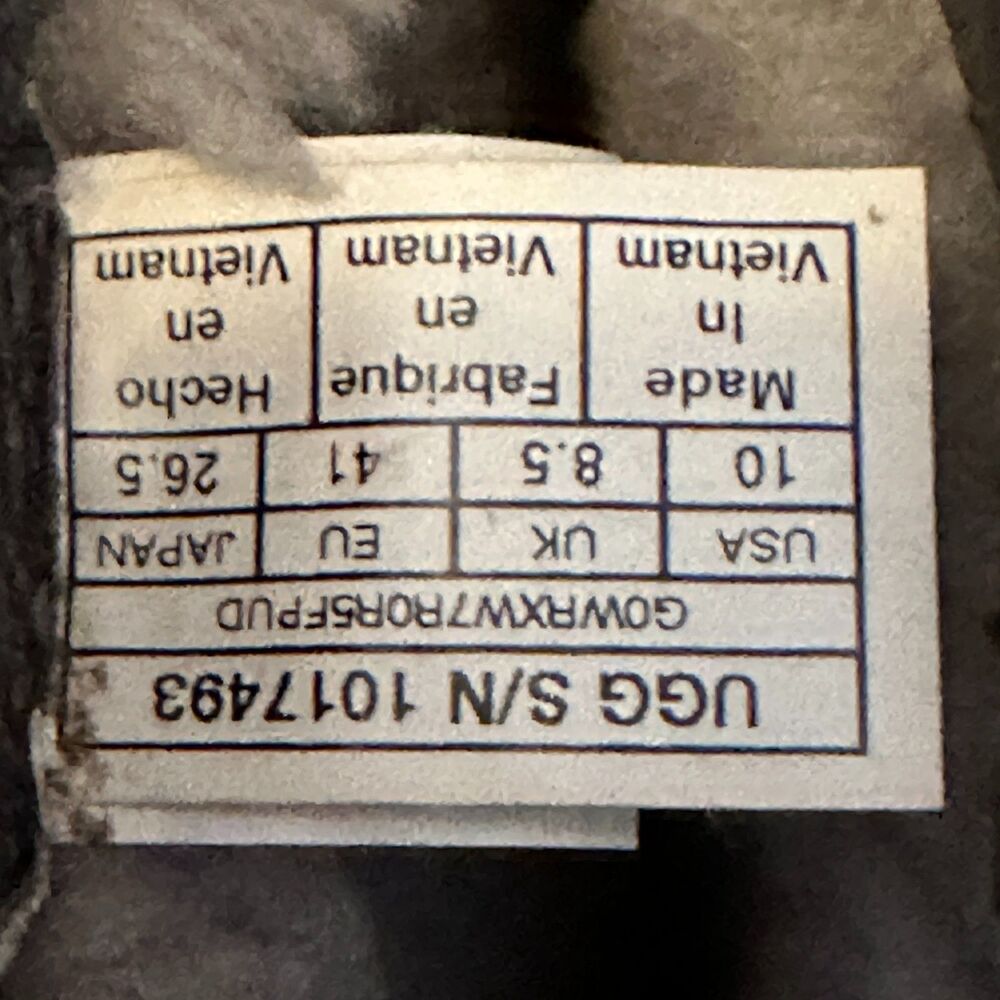 UGG S/N 1017493
G0WRXW7R0R5FPUD
USA UK EU JAPAN
10 8.5 41 26.5
Made Fabrique Hecho
In en en
Vietnam Vietnam Vietnam